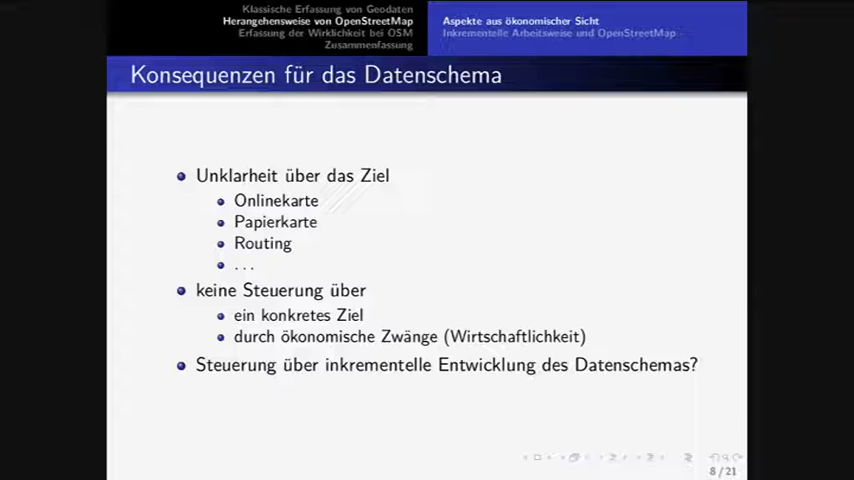 Klassische Erfassung von Geodaten
Herangehensweise von OpenStreetMap
Erfassung der Wirklichkeit bei OSM
Zusammenfassung
Aspekte aus ökonomischer Sicht
Inkrementelle Arbeitsweise und OpenStreetMap
Konsequenzen für das Datenschema
Unklarheit über das Ziel
Onlinekarte
Papierkarte
Routing
...
keine Steuerung über
ein konkretes Ziel
durch ökonomische Zwänge (Wirtschaftlichkeit)
Steuerung über inkrementelle Entwicklung des Datenschemas?
8/21